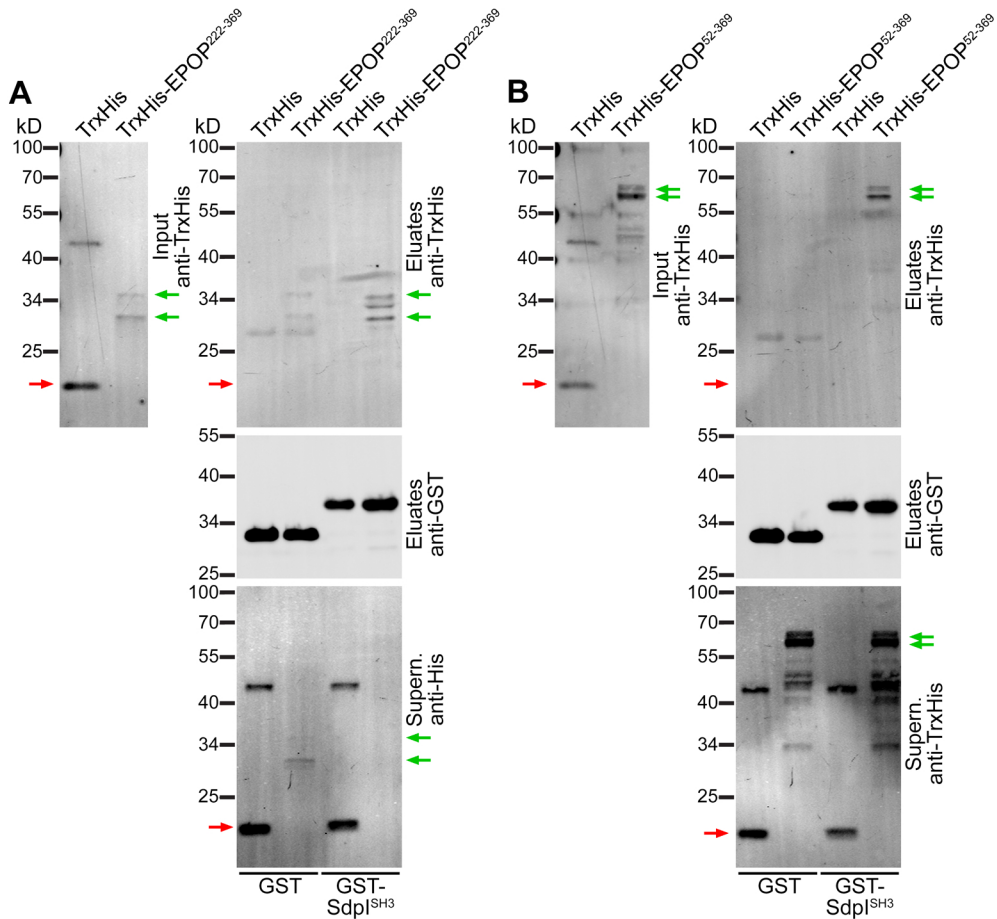 A
kD
TrxHis
TrxHis-EPOP222-369
100
70
55
40
34
25
Input
anti-TrxHis
kD
TrxHis
TrxHis-EPOP222-369
TrxHis
TrxHis-EPOP222-369
100
70
55
40
34
25
Eluates
anti-TrxHis
55
40
34
25
Eluates
anti-GST
100
70
55
40
34
25
Supern.
anti-His
GST
GST-
SdpISH3
B
kD
TrxHis
TrxHis-EPOP52-369
100
70
55
40
34
25
Input
anti-TrxHis
kD
TrxHis
TrxHis-EPOP52-369
TrxHis
TrxHis-EPOP52-369
100
70
55
40
34
25
Eluates
anti-TrxHis
55
40
34
25
Eluates
anti-GST
100
70
55
40
34
25
Supern.
anti-TrxHis
GST
GST-
SdpISH3